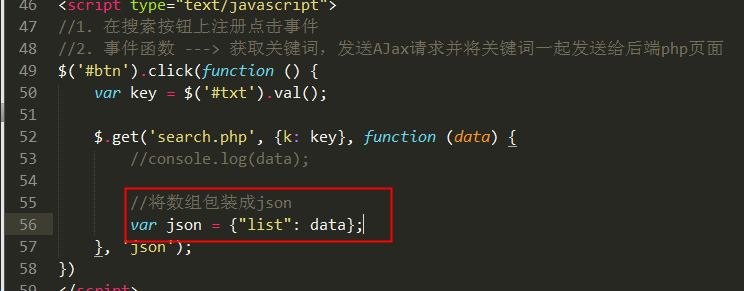 46 <script type="text/javascript">
47 //1. 在搜索按钮上注册点击事件
48 //2. 事件函数 ---> 获取关键词，发送AJax请求并将关键词一起发送给后端php页面
49 $('#btn').click(function () {
50     var key = $('#txt').val();
51
52     $.get('search.php', {k: key}, function (data) {
53         //console.log(data);
54
55         //将数组包装成json
56         var json = {"list": data};
57     }, 'json');
58 })
59 </script>